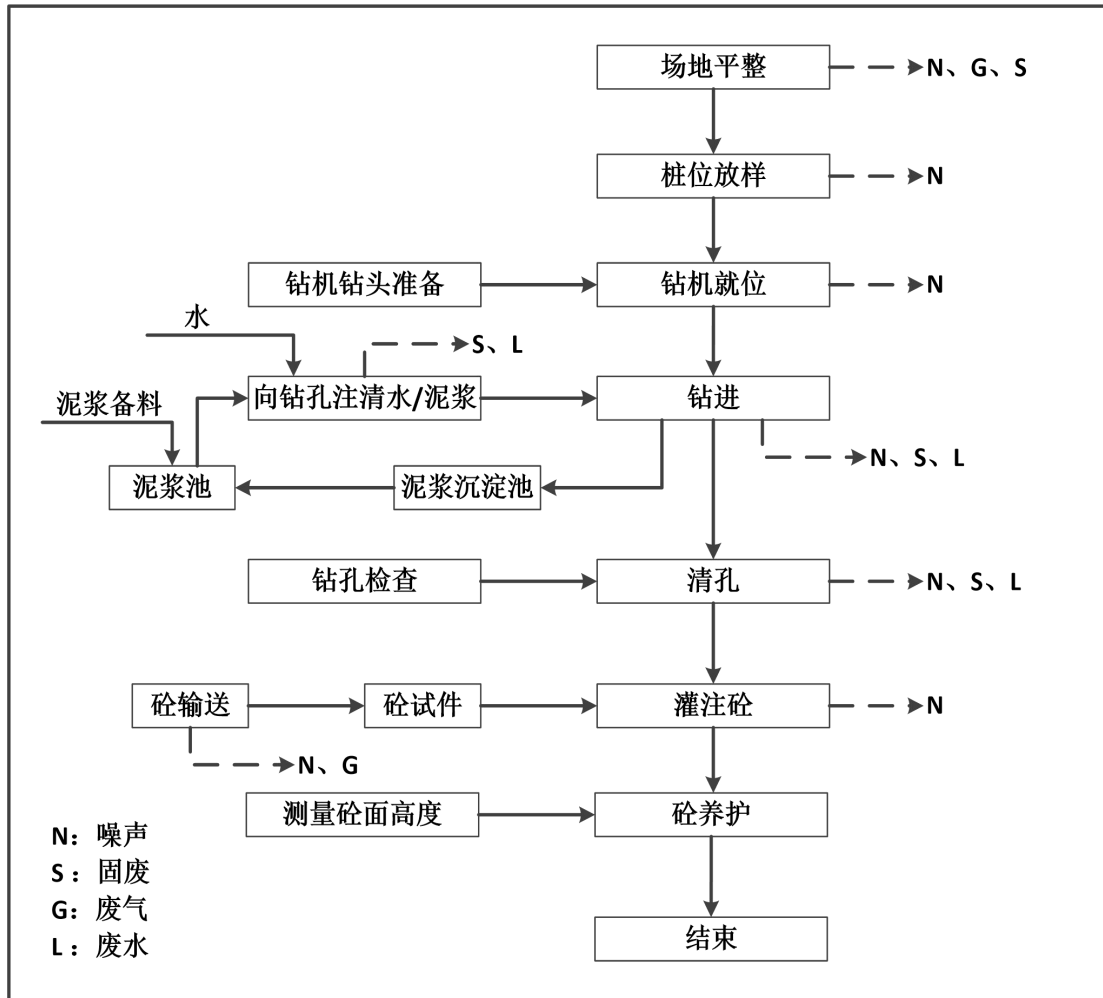 场地平整
N、G、S
桩位放样
N
钻机钻头准备
钻机就位
N
水
S、L
向钻孔注清水/泥浆
钻进
泥浆备料
N、S、L
泥浆池
泥浆沉淀池
钻孔检查
清孔
N、S、L
砼输送
砼试件
灌注砼
N
N、G
测量砼面高度
砼养护
N：噪声
S：固废
G：废气
L：废水
结束